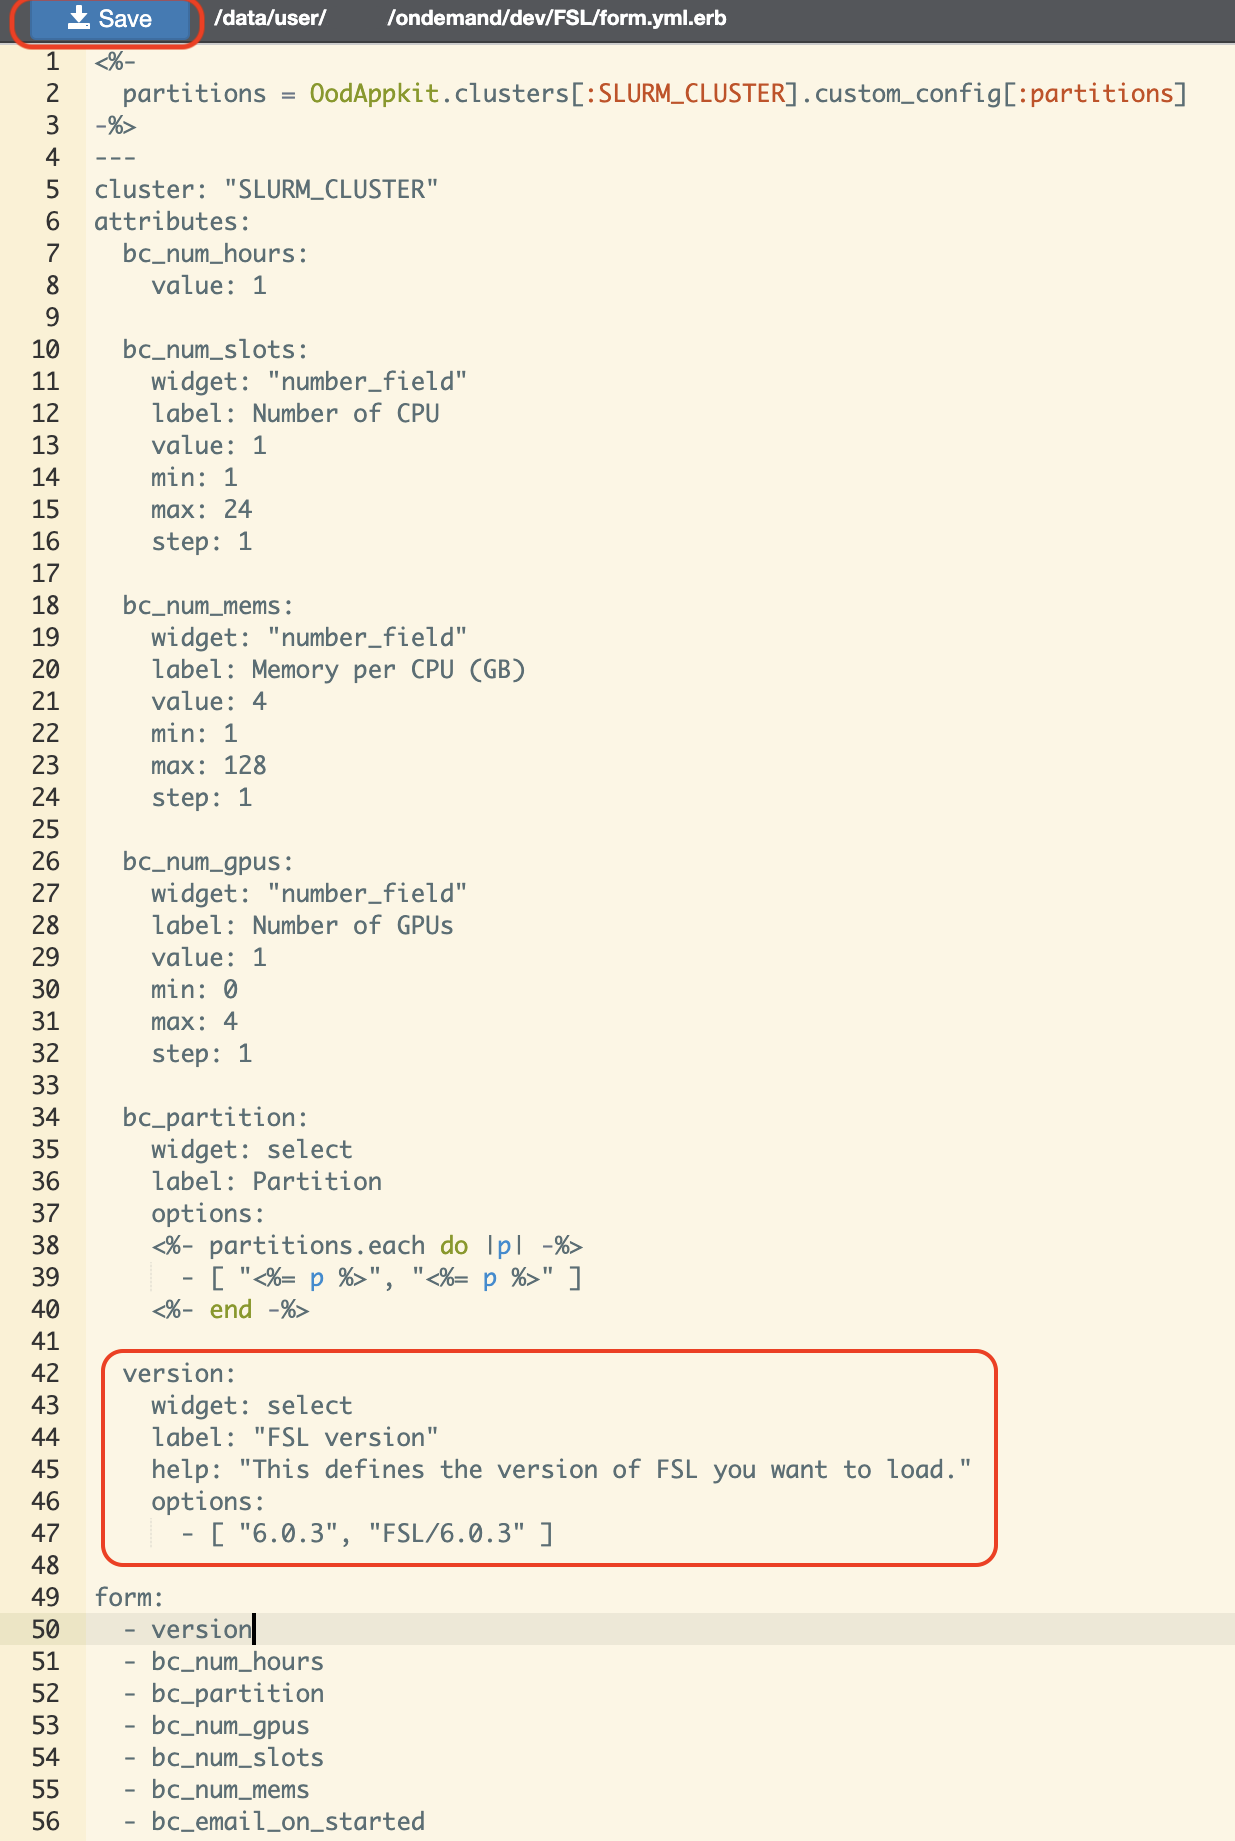 Save /data/user/ /ondemand/dev/FSL/form.yml.erb
1 <%-
2   partitions = OodAppkit.clusters[:SLURM_CLUSTER].custom_config[:partitions]
3 -%>
4 ---
5 cluster: "SLURM_CLUSTER"
6 attributes:
7   bc_num_hours:
8     value: 1
9
10   bc_num_slots:
11     widget: "number_field"
12     label: Number of CPU
13     value: 1
14     min: 1
15     max: 24
16     step: 1
17
18   bc_num_mems:
19     widget: "number_field"
20     label: Memory per CPU (GB)
21     value: 4
22     min: 1
23     max: 128
24     step: 1
25
26   bc_num_gpus:
27     widget: "number_field"
28     label: Number of GPUs
29     value: 1
30     min: 0
31     max: 4
32     step: 1
33
34   bc_partition:
35     widget: select
36     label: Partition
37     options:
38     <%- partitions.each do |p| -%>
39       - [ "<%= p %>", "<%= p %>" ]
40     <%- end -%>
41
42   version:
43     widget: select
44     label: "FSL version"
45     help: "This defines the version of FSL you want to load."
46     options:
47       - [ "6.0.3", "FSL/6.0.3" ]
48
49 form:
50   - version
51   - bc_num_hours
52   - bc_partition
53   - bc_num_gpus
54   - bc_num_slots
55   - bc_num_mems
56   - bc_email_on_started